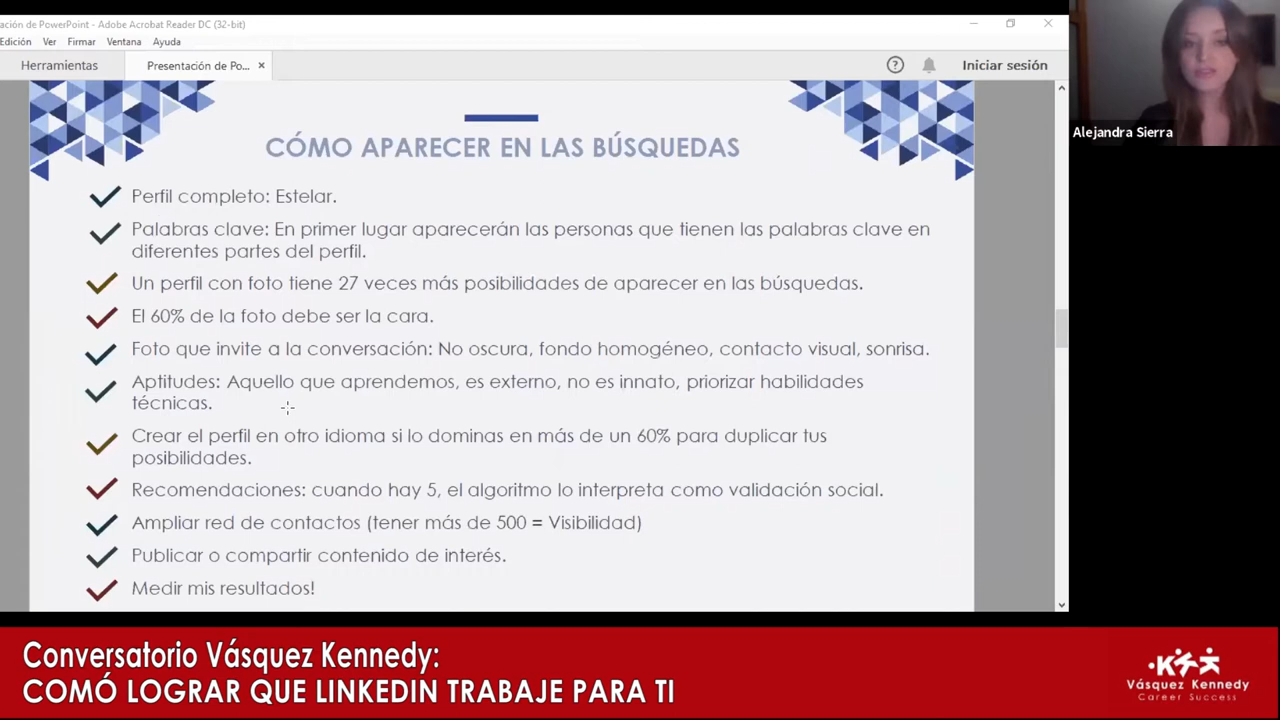 ación de PowerPoint - Adobe Acrobat Reader DC (32-bit)
Edición Ver Firmar Ventana Ayuda
Herramientas
Presentación de Po...
Iniciar sesión
Alejandra Sierra
CÓMO APARECER EN LAS BÚSQUEDAS
Perfil completo: Estelar.
Palabras clave: En primer lugar aparecerán las personas que tienen las palabras clave en
diferentes partes del perfil.
Un perfil con foto tiene 27 veces más posibilidades de aparecer en las búsquedas.
El 60% de la foto debe ser la cara.
Foto que invite a la conversación: No oscura, fondo homogéneo, contacto visual, sonrisa.
Aptitudes: Aquello que aprendemos, es externo, no es innato, priorizar habilidades
técnicas.
Crear el perfil en otro idioma si lo dominas en más de un 60% para duplicar tus
posibilidades.
Recomendaciones: cuando hay 5, el algoritmo lo interpreta como validación social.
Ampliar red de contactos (tener más de 500 = Visibilidad)
Publicar o compartir contenido de interés.
Medir mis resultados!
Conversatorio Vásquez Kennedy:
COMÓ LOGRAR QUE LINKEDIN TRABAJE PARA TI
Vásquez Kennedy
Career Success